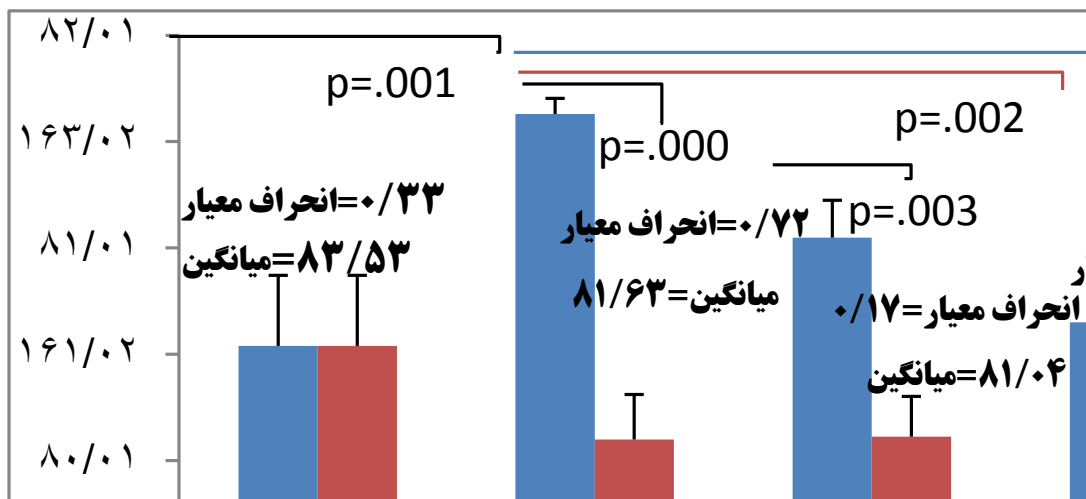 ۸۲/۰۱
p=.001
۱۶۳/۰۲
p=.000
p=.002
انحراف معیار=۰/۳۳
انحراف معیار=۰/۷۲
p=.003
۸۱/۰۱
میانگین=۸۳/۵۳
میانگین=۸۱/۶۳
انحراف معیار=۰/۱۷
۱۶۱/۰۲
میانگین=۸۱/۰۴
۸۰/۰۱